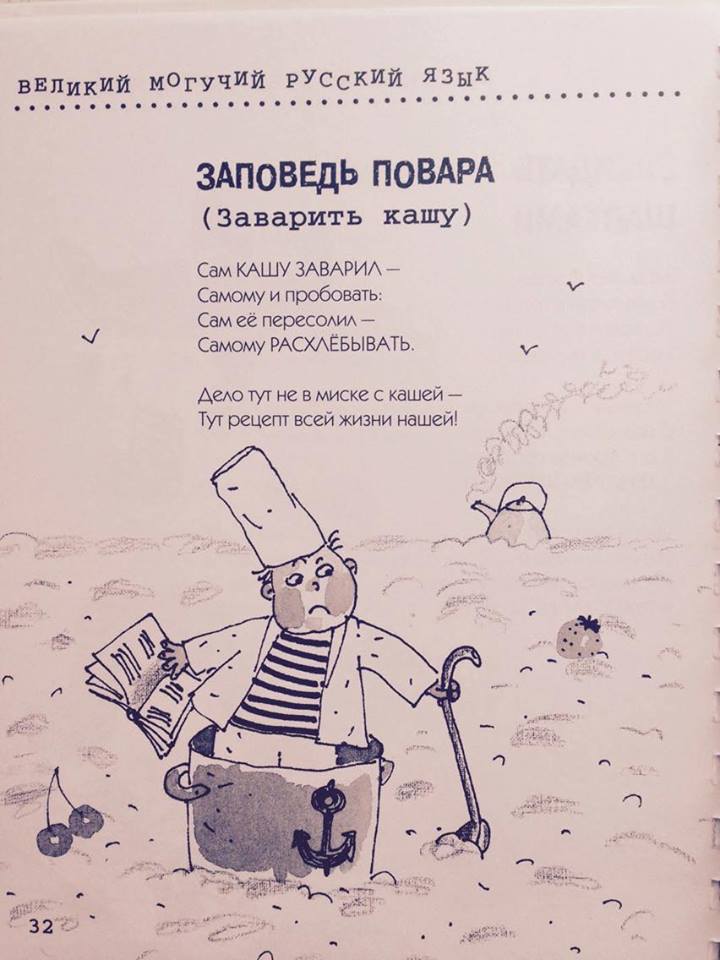 ВЕЛИКИЙ МОГУЧИЙ РУССКИЙ ЯЗЫК
ЗАПОВЕДЬ ПОВАРА
(Заварить кашу)
Сам КАШУ ЗАВАРИЛ –
Самому и пробовать:
Сам её пересолил –
Самому РАСХЛЁБЫВАТЬ.
Дело тут не в миске с кашей –
Тут рецепт всей жизни нашей!
32